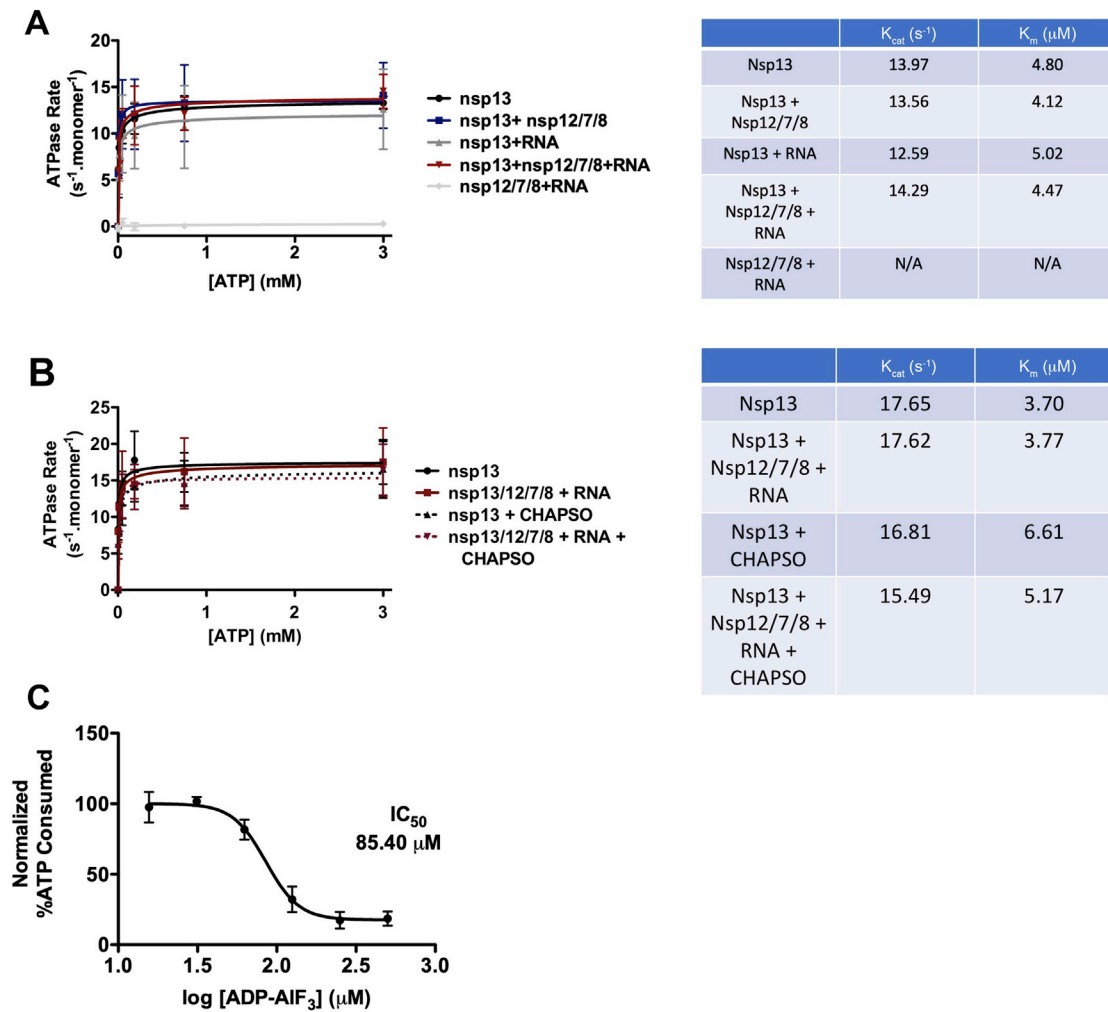 A
20
15
10
5
0
ATPase Rate
(s⁻¹.monomer⁻¹)
0
1
2
3
[ATP] (mM)
nsp13
nsp13+ nsp12/7/8
nsp13+RNA
nsp13+nsp12/7/8+RNA
nsp12/7/8+RNA
Kcat (s⁻¹) Km (μM)
Nsp13 13.97 4.80
Nsp13 + 13.56 4.12
Nsp12/7/8
Nsp13 + RNA 12.59 5.02
Nsp13 + 14.29 4.47
Nsp12/7/8 +
RNA
Nsp12/7/8 + N/A N/A
RNA
B
25
20
15
10
5
0
ATPase Rate
(s⁻¹.monomer⁻¹)
0
1
2
3
[ATP] (mM)
nsp13
nsp13/12/7/8 + RNA
nsp13 + CHAPSO
nsp13/12/7/8 + RNA +
CHAPSO
Kcat (s⁻¹) Km (μM)
Nsp13 17.65 3.70
Nsp13 + 17.62 3.77
Nsp12/7/8 +
RNA
Nsp13 + 16.81 6.61
CHAPSO
Nsp13 + 15.49 5.17
Nsp12/7/8 +
RNA +
CHAPSO
C
150
100
50
0
Normalized
%ATP Consumed
IC50
85.40 μM
1.0
1.5
2.0
2.5
3.0
log [ADP-AlF3] (μM)